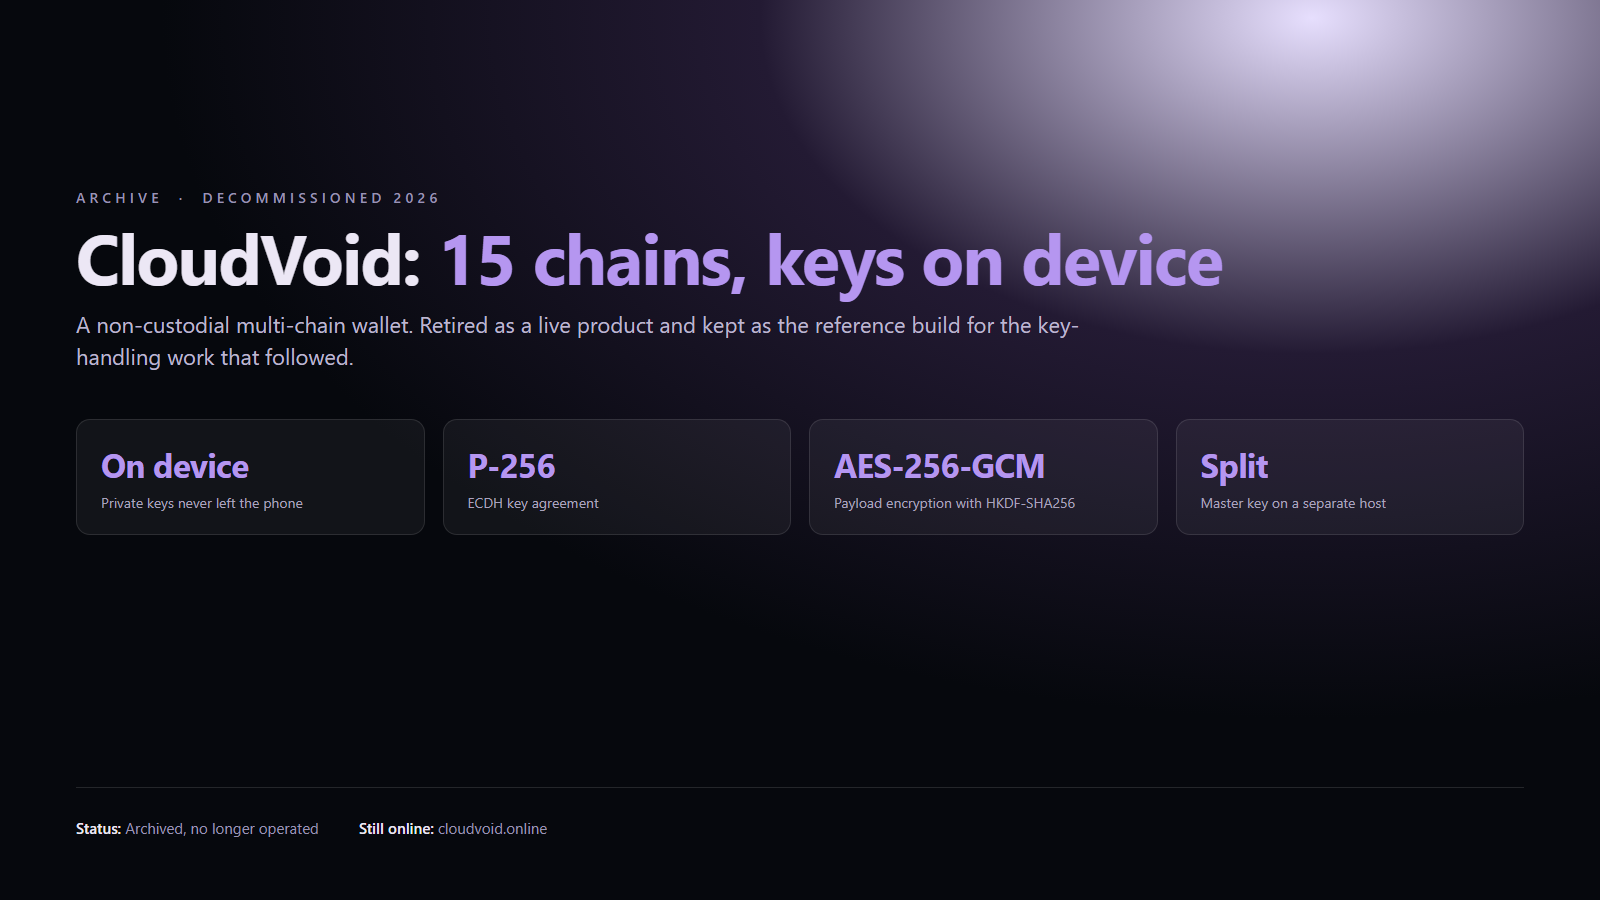 ARCHIVE · DECOMMISSIONED 2026
CloudVoid: 15 chains, keys on device
A non-custodial multi-chain wallet. Retired as a live product and kept as the reference build for the key-
handling work that followed.
On device
Private keys never left the phone
P-256
ECDH key agreement
AES-256-GCM
Payload encryption with HKDF-SHA256
Split
Master key on a separate host
Status: Archived, no longer operated
Still online: cloudvoid.online